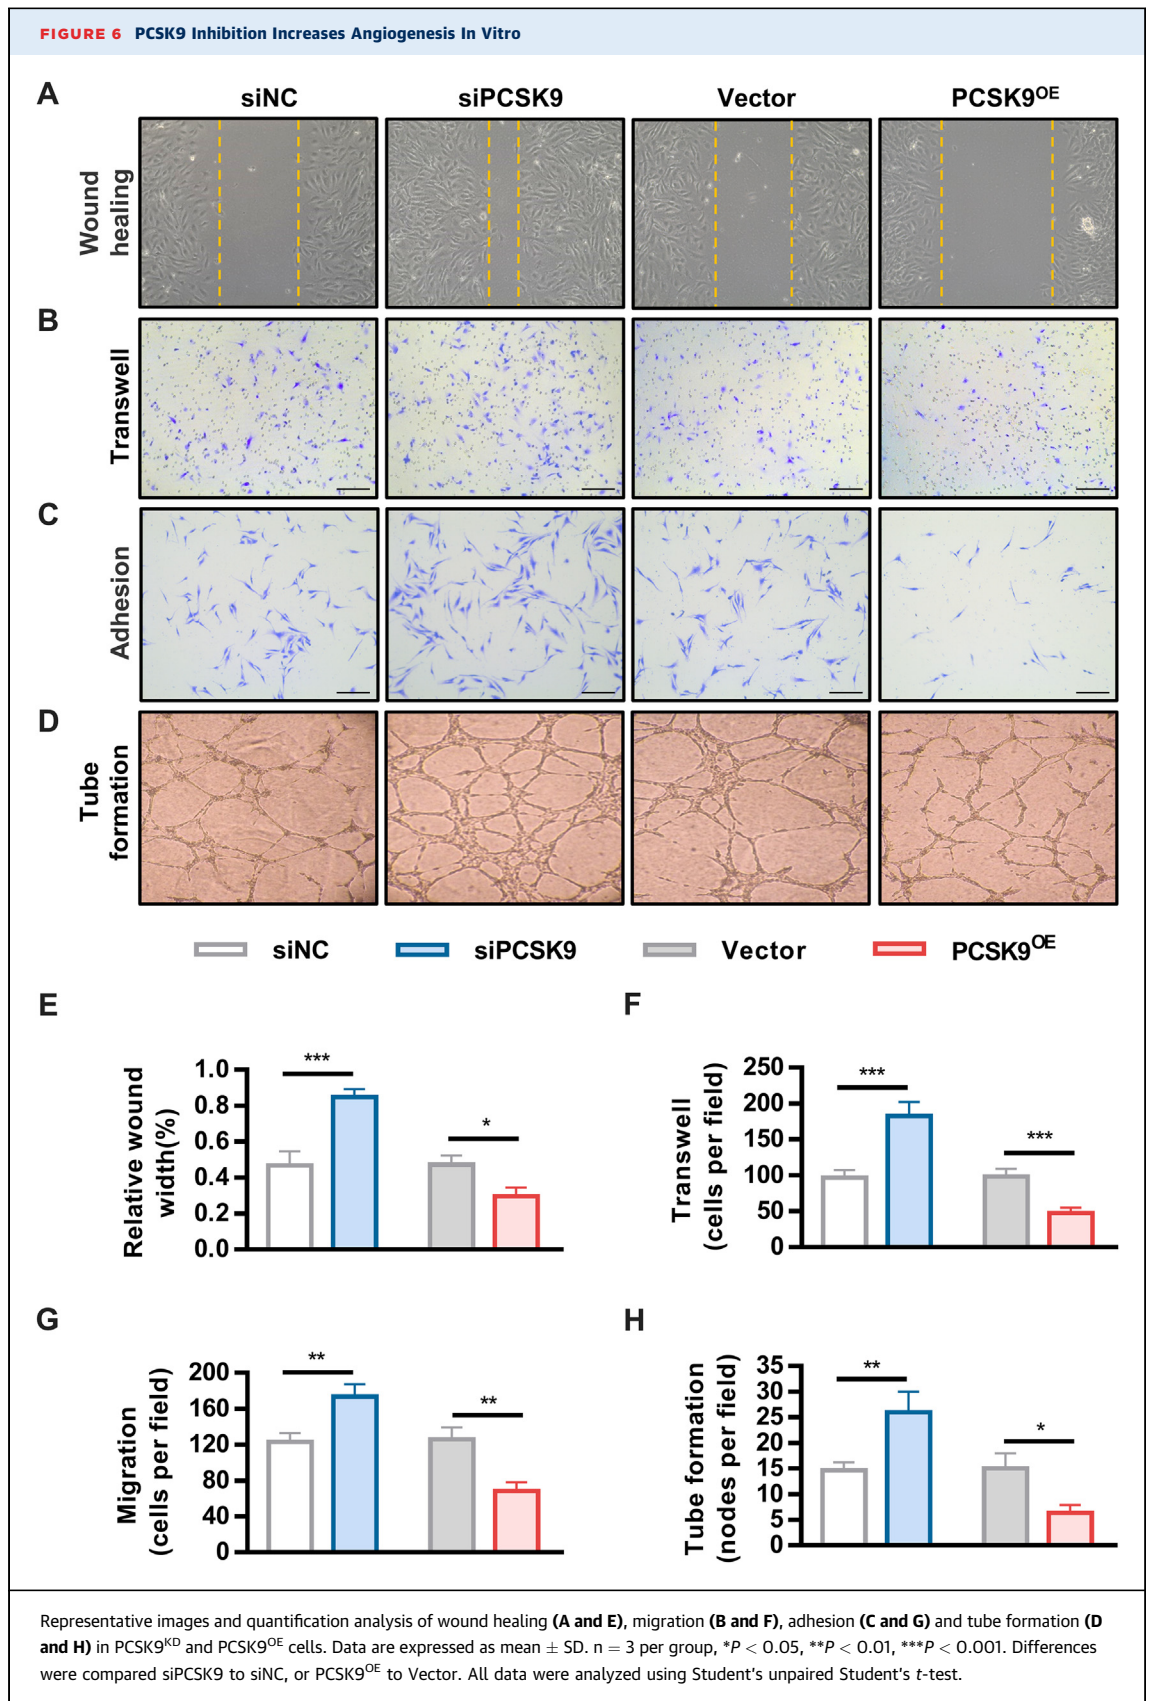 FIGURE 6 PCSK9 Inhibition Increases Angiogenesis In Vitro
A
siNC siPCSK9 Vector PCSK9OE
Wound
healing
B
Transwell
C
Adhesion
D
Tube
formation
siNC siPCSK9 Vector PCSK9OE
E
Relative wound
width(%)
1.0
0.8
0.6
0.4
0.2
0.0
***
*
F
Transwell
(cells per field)
250
200
150
100
50
0
***
***
G
Migration
(cells per field)
200
160
120
80
40
0
**
**
H
Tube formation
(nodes per field)
35
30
25
20
15
10
5
0
**
*
Representative images and quantification analysis of wound healing (A and E), migration (B and F), adhesion (C and G) and tube formation (D
and H) in PCSK9KD and PCSK9OE cells. Data are expressed as mean ± SD. n = 3 per group, *P < 0.05, **P < 0.01, ***P < 0.001. Differences
were compared siPCSK9 to siNC, or PCSK9OE to Vector. All data were analyzed using Student's unpaired Student's t-test.